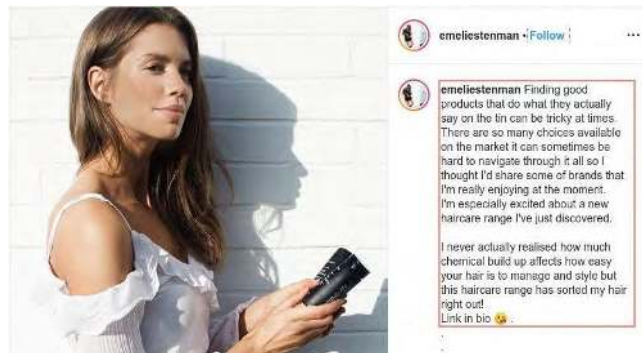 emeliestenman • Follow
emeliestenman Finding good
products that do what they actually
say on the tin can be tricky at times.
There are so many choices available
on the market it can sometimes be
hard to navigate through it all so I
thought I'd share some of brands that
I'm really enjoying at the moment.
I'm especially excited about a new
haircare range I've just discovered.
I never actually realised how much
chemical build up affects how easy
your hair is to manage and style but
this haircare range has sorted my hair
right out!
Link in bio 😘 .
.
.